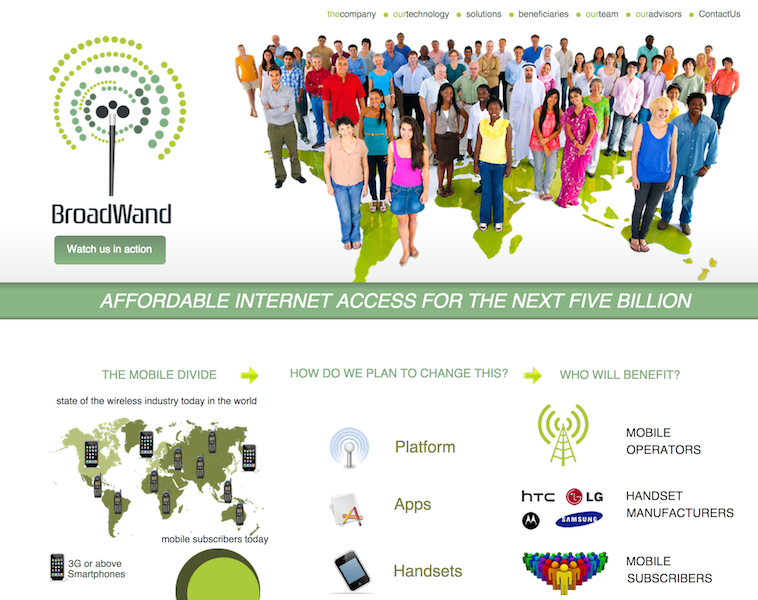 thecompany ourtechnology solutions beneficiaries ourteam ouradvisors ContactUs
BroadWand
Watch us in action
AFFORDABLE INTERNET ACCESS FOR THE NEXT FIVE BILLION
THE MOBILE DIVIDE
state of the wireless industry today in the world
mobile subscribers today
3G or above
Smartphones
HOW DO WE PLAN TO CHANGE THIS?
Platform
Apps
Handsets
WHO WILL BENEFIT?
MOBILE
OPERATORS
hTC LG
SAMSUNG
HANDSET
MANUFACTURERS
MOBILE
SUBSCRIBERS